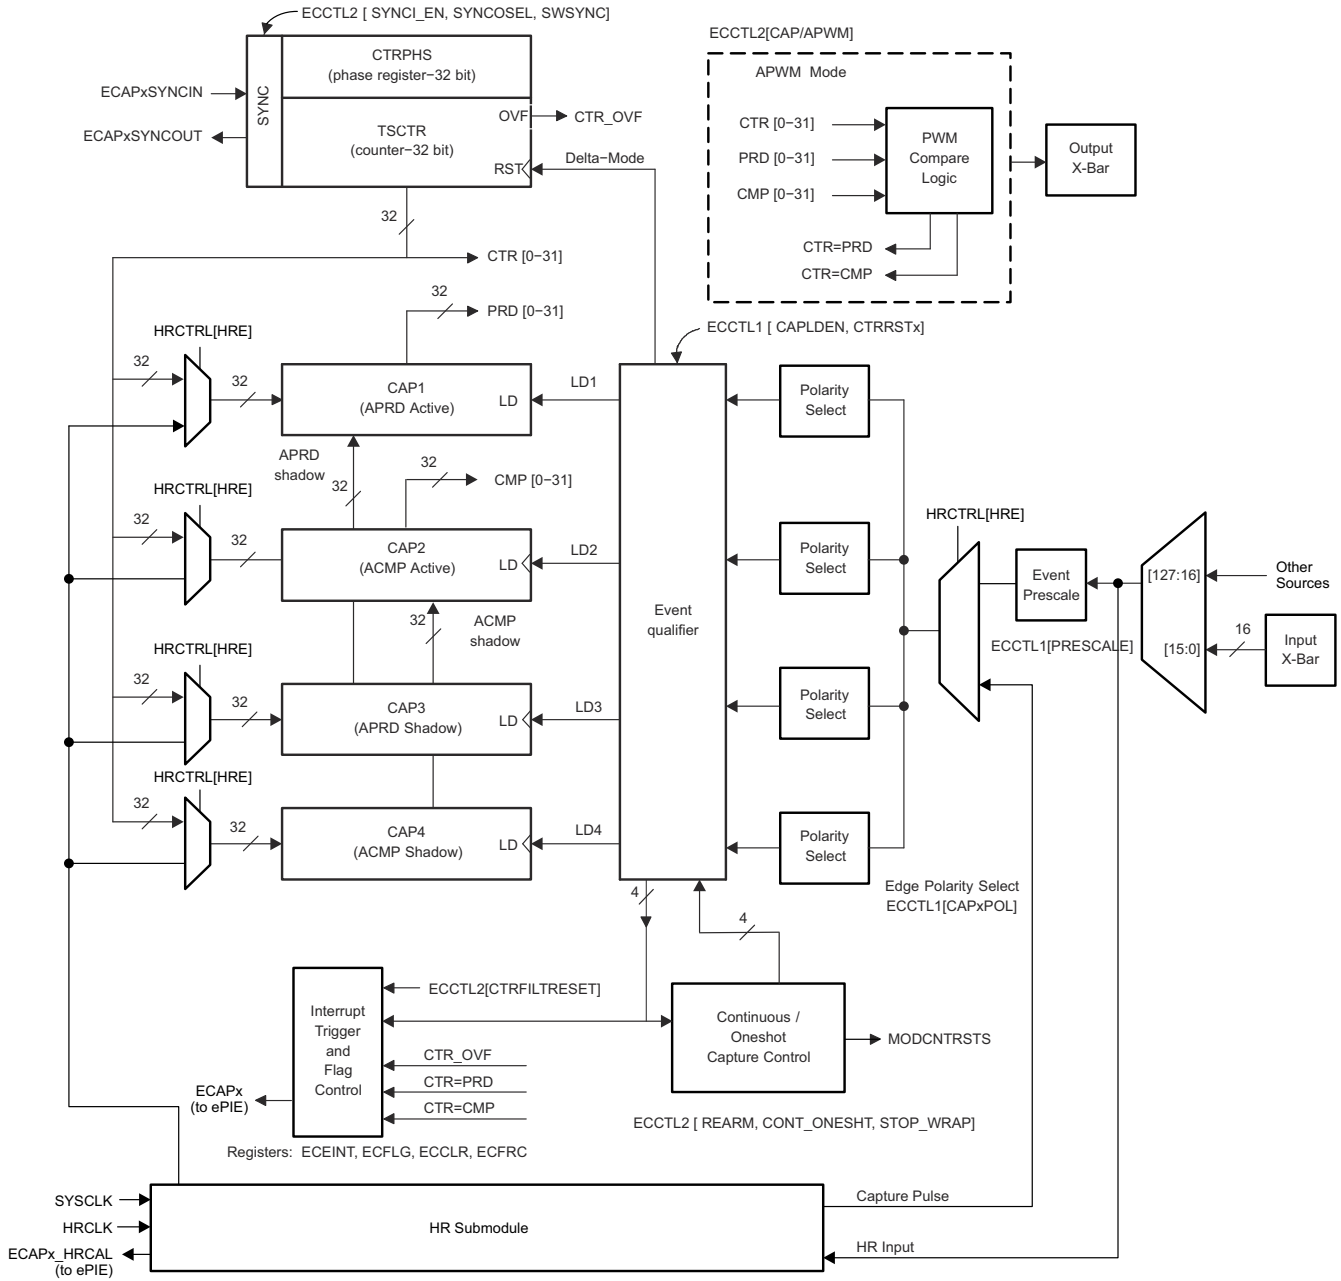 ECCTL2 [ SYNCI_EN, SYNCOSEL, SWSYNC]
SYNC
CTRPHS
(phase register−32 bit)
ECAPxSYNCIN
ECAPxSYNCOUT
TSCTR
(counter−32 bit)
OVF
CTR_OVF
RST
Delta−Mode
32
CTR [0−31]
32
PRD [0−31]
ECCTL2[CAP/APWM]
APWM Mode
CTR [0−31]
PRD [0−31]
CMP [0−31]
PWM
Compare
Logic
CTR=PRD
CTR=CMP
Output
X-Bar
ECCTL1 [ CAPLDEN, CTRRSTx]
HRCTRL[HRE]
32
32
CAP1
(APRD Active)
LD
LD1
Polarity
Select
APRD
shadow
32
32
CMP [0−31]
HRCTRL[HRE]
32
32
CAP2
(ACMP Active)
LD
LD2
Polarity
Select
32
ACMP
shadow
Event
qualifier
HRCTRL[HRE]
Event
Prescale
ECCTL1[PRESCALE]
[127:16]
[15:0]
Other
Sources
16
Input
X-Bar
HRCTRL[HRE]
32
32
CAP3
(APRD Shadow)
LD
LD3
Polarity
Select
HRCTRL[HRE]
32
32
CAP4
(ACMP Shadow)
LD
LD4
Polarity
Select
Edge Polarity Select
ECCTL1[CAPxPOL]
4
4
Interrupt
Trigger
and
Flag
Control
ECCTL2[CTRFILTRESET]
CTR_OVF
CTR=PRD
CTR=CMP
ECAPx
(to ePIE)
Registers: ECEINT, ECFLG, ECCLR, ECFRC
Continuous /
Oneshot
Capture Control
MODCNTRSTS
ECCTL2 [ REARM, CONT_ONESHT, STOP_WRAP]
SYSCLK
HRCLK
ECAPx_HRCAL
(to ePIE)
HR Submodule
Capture Pulse
HR Input